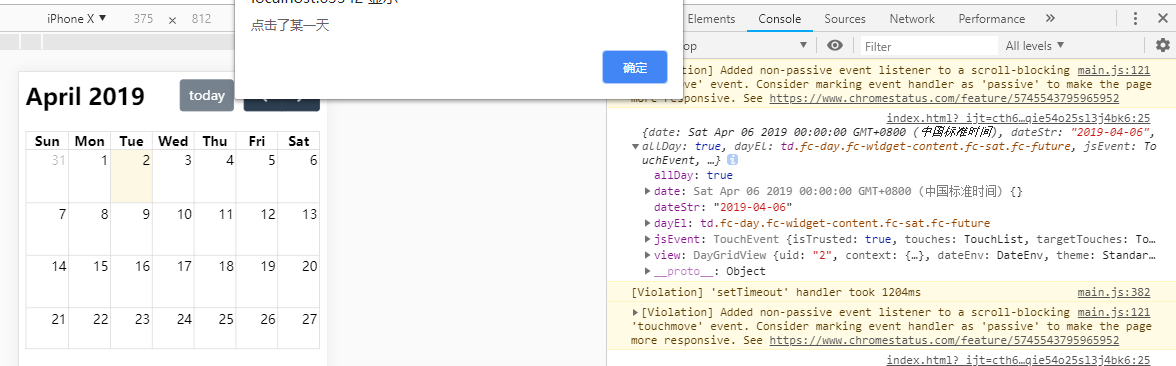 iPhone X ▼ 375 × 812
点击了某一天
确定
April 2019
today
Sun Mon Tue Wed Thu Fri Sat
31 1 2 3 4 5 6
7 8 9 10 11 12 13
14 15 16 17 18 19 20
21 22 23 24 25 26 27
Elements Console Sources Network Performance »
top ▼ Filter All levels ▼
[Violation] Added non-passive event listener to a scroll-blocking main.js:121
event. Consider marking event handler as 'passive' to make the page
more responsive. See https://www.chromestatus.com/feature/5745543795965952
index.html?_ijt=cth6…qie54o25sl3j4bk6:25
{date: Sat Apr 06 2019 00:00:00 GMT+0800 (中国标准时间), dateStr: "2019-04-06",
allDay: true, dayEl: td.fc-day.fc-widget-content.fc-sat.fc-future, jsEvent: To
uchEvent, …}
allDay: true
date: Sat Apr 06 2019 00:00:00 GMT+0800 (中国标准时间) {}
dateStr: "2019-04-06"
dayEl: td.fc-day.fc-widget-content.fc-sat.fc-future
jsEvent: TouchEvent {isTrusted: true, touches: TouchList, targetTouches: To…
view: DayGridView {uid: "2", context: {…}, dateEnv: DateEnv, theme: Standar…
__proto__: Object
[Violation] 'setTimeout' handler took 1204ms main.js:382
[Violation] Added non-passive event listener to a scroll-blocking main.js:121
'touchmove' event. Consider marking event handler as 'passive' to make the page
more responsive. See https://www.chromestatus.com/feature/5745543795965952
index.html?_ijt=cth6…qie54o25sl3j4bk6:25